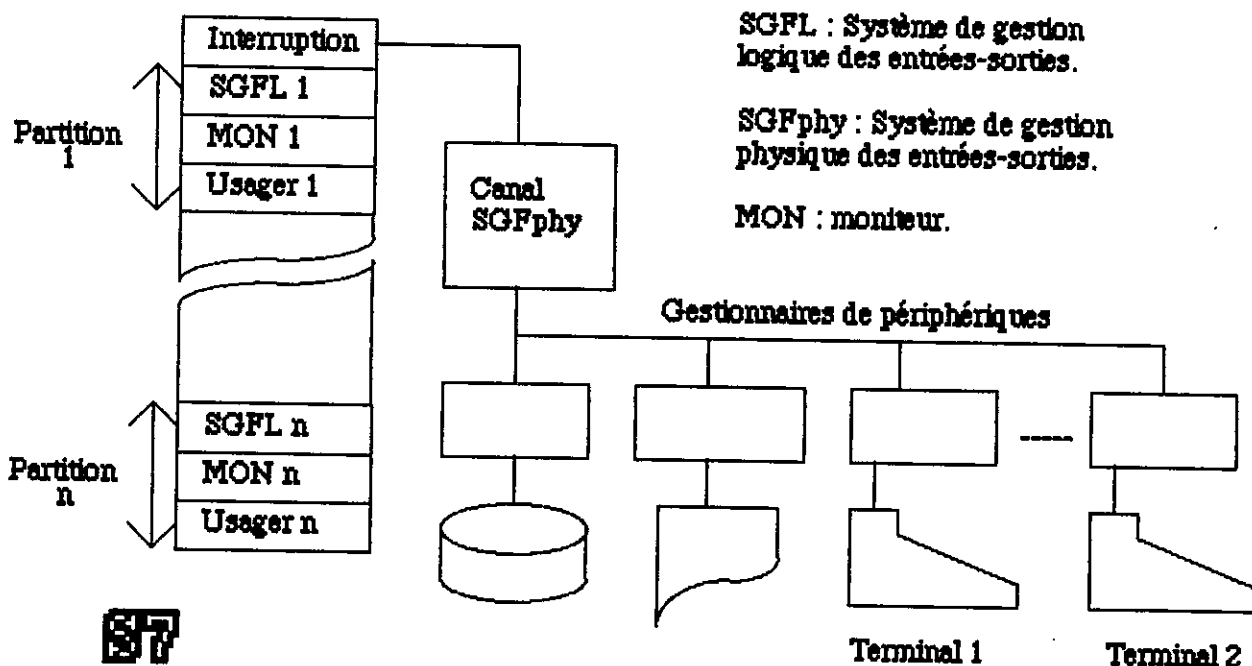 Interruption
SGFL 1
MON 1
Usager 1
Partition
1
SGFL : Système de gestion
logique des entrées-sorties.
SGFphy : Système de gestion
physique des entrées-sorties.
MON : moniteur.
Canal
SGFphy
Gestionnaires de périphériques
SGFL n
MON n
Usager n
Partition
n
-----
Terminal 1
Terminal 2